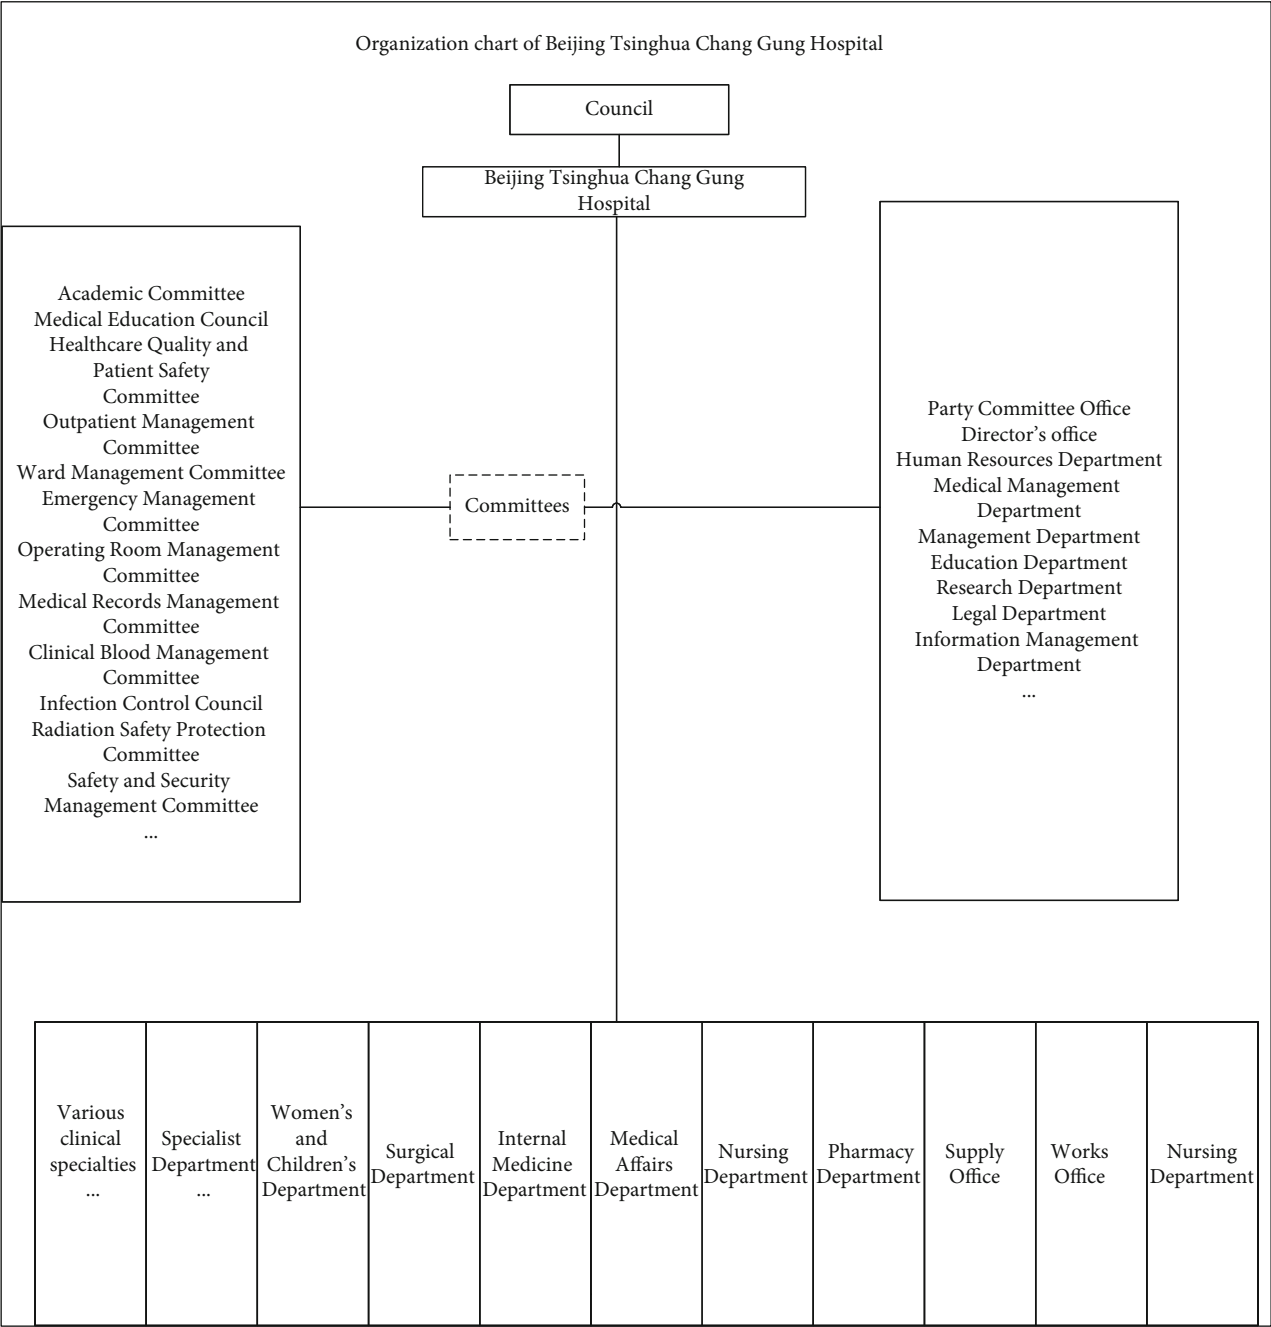 Organization chart of Beijing Tsinghua Chang Gung Hospital
Council
Beijing Tsinghua Chang Gung
Hospital
Academic Committee
Medical Education Council
Healthcare Quality and
Patient Safety
Committee
Outpatient Management
Committee
Ward Management Committee
Emergency Management
Committee
Operating Room Management
Committee
Medical Records Management
Committee
Clinical Blood Management
Committee
Infection Control Council
Radiation Safety Protection
Committee
Safety and Security
Management Committee
...
Committees
Party Committee Office
Director's office
Human Resources Department
Medical Management
Department
Management Department
Education Department
Research Department
Legal Department
Information Management
Department
...
Various
clinical
specialties
...
Specialist
Department
...
Women's
and
Children's
Department
Surgical
Department
Internal
Medicine
Department
Medical
Affairs
Department
Nursing
Department
Pharmacy
Department
Supply
Office
Works
Office
Nursing
Department